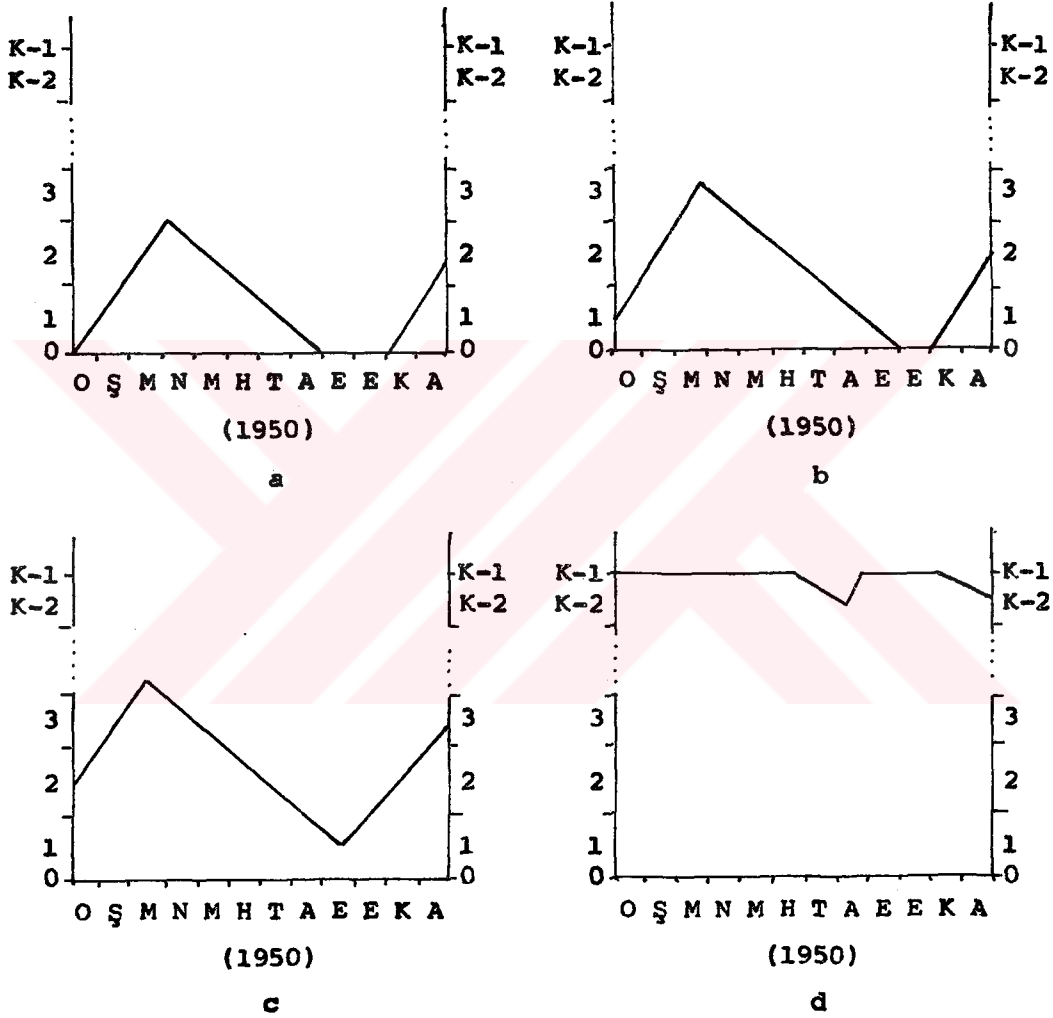 K-1 K-1 K-1 K-1
K-2 K-2 K-2 K-2
3 3 3 3
2 2 2 2
1 1 1 1
0 0 0 0
O Ş M N M H T A E E K A O Ş M N M H T A E E K A
(1950) (1950)
a b
K-1 K-1 K-1 K-1
K-2 K-2 K-2 K-2
3 3 3 3
2 2 2 2
1 1 1 1
0 0 0 0
O Ş M N M H T A E E K A O Ş M N M H T A E E K A
(1950) (1950)
c d